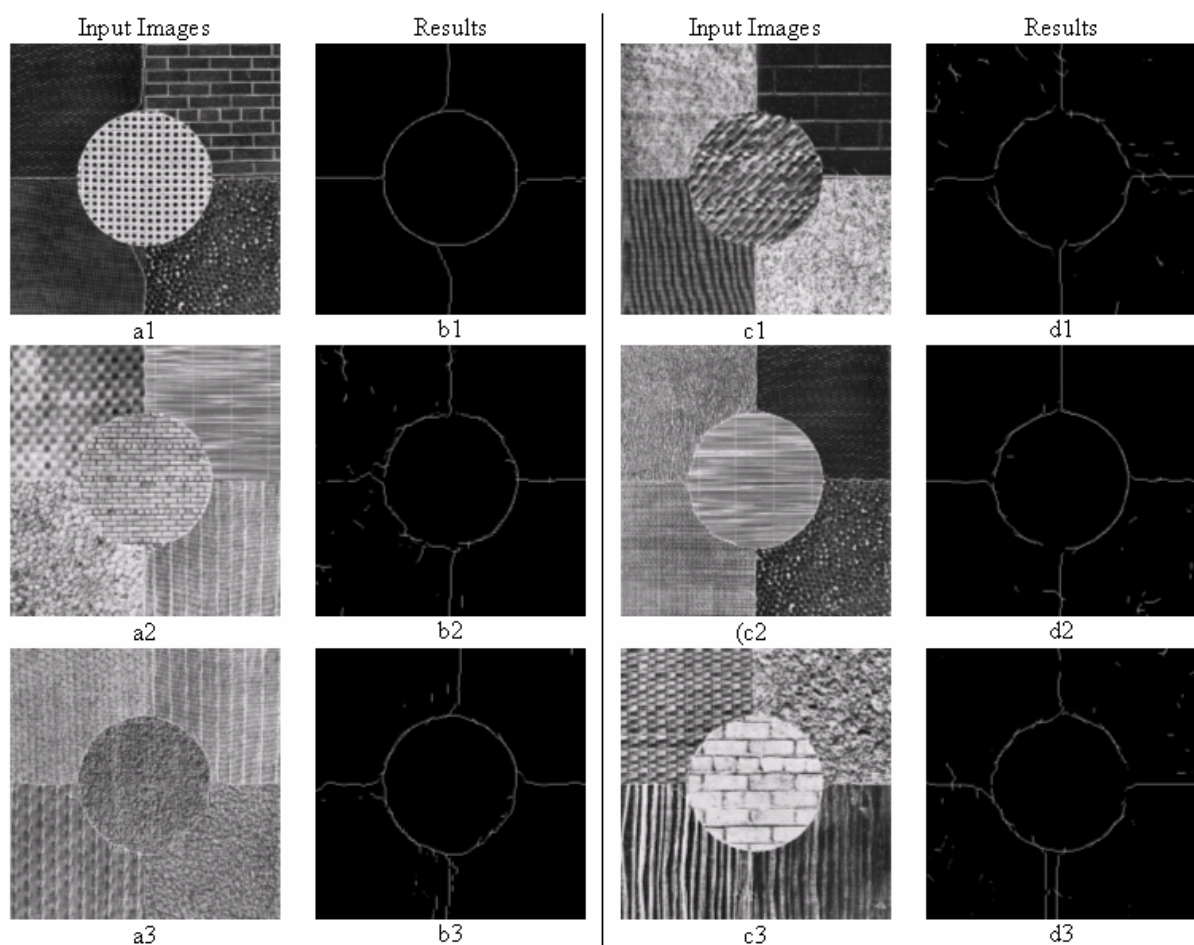 Input Images Results Input Images Results
a1 b1 c1 d1
a2 b2 (c2 d2
a3 b3 c3 d3